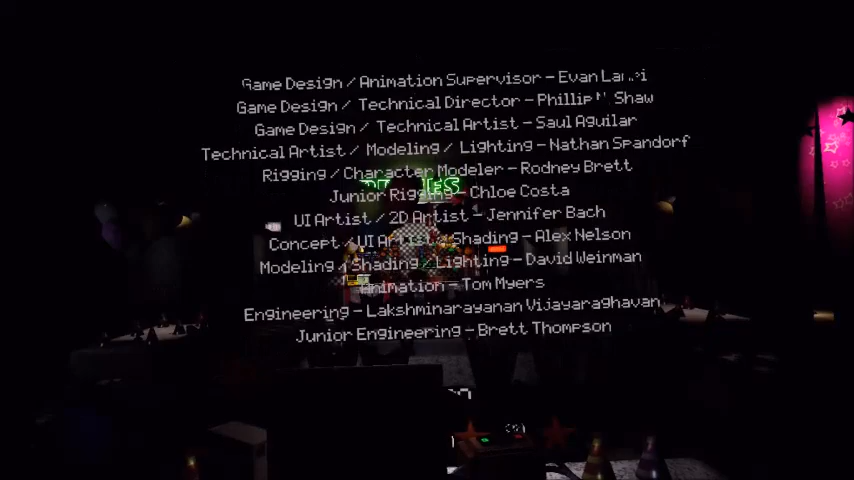 Game Design / Animation Supervisor - Evan
Game Design / Technical Director - Phillip Shaw
Game Design / Technical Artist - Saul Aguilar
Technical Artist / Modeling / Lighting - Nathan Spandorf
Rigging / Character Modeler - Rodney Brett
Junior Rigging - Chloe Costa
UI Artist / 2D Artist - Jennifer Bach
Concept / UI Artist / Shading - Alex Nelson
Modeling / Shading / Lighting - David Weinman
Animation - Tom Myers
Engineering - Lakshminarayanan Vijayaraghavan
Junior Engineering - Brett Thompson